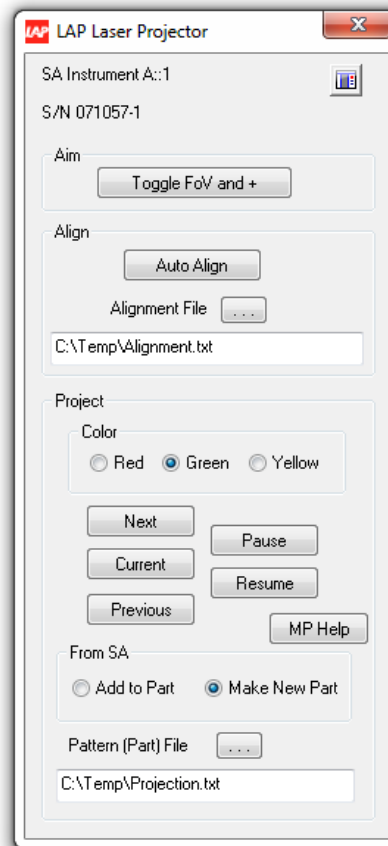 LAP LAP Laser Projector
SA Instrument A::1
S/N 071057-1
Aim
Toggle FoV and +
Align
Auto Align
Alignment File ...
C:\Temp\Alignment.txt
Project
Color
Red Green Yellow
Next
Pause
Current
Resume
Previous
MP Help
From SA
Add to Part Make New Part
Pattern (Part) File ...
C:\Temp\Projection.txt